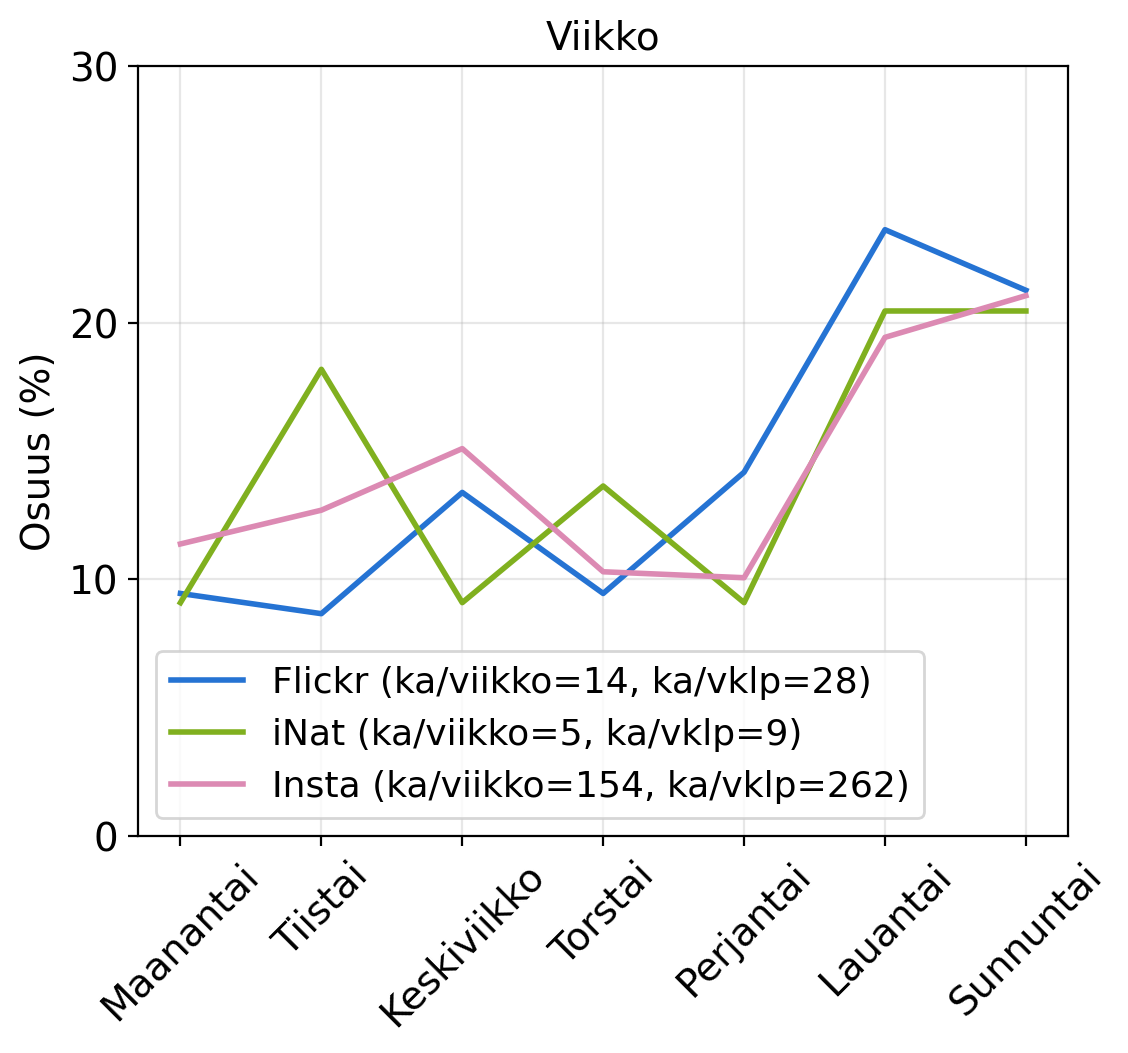 Viikko
Osuus (%)
30
20
10
0
Flickr (ka/viikko=14, ka/vklp=28)
iNat (ka/viikko=5, ka/vklp=9)
Insta (ka/viikko=154, ka/vklp=262)
Maanantai
Tiistai
Keskiviikko
Torstai
Perjantai
Lauantai
Sunnuntai